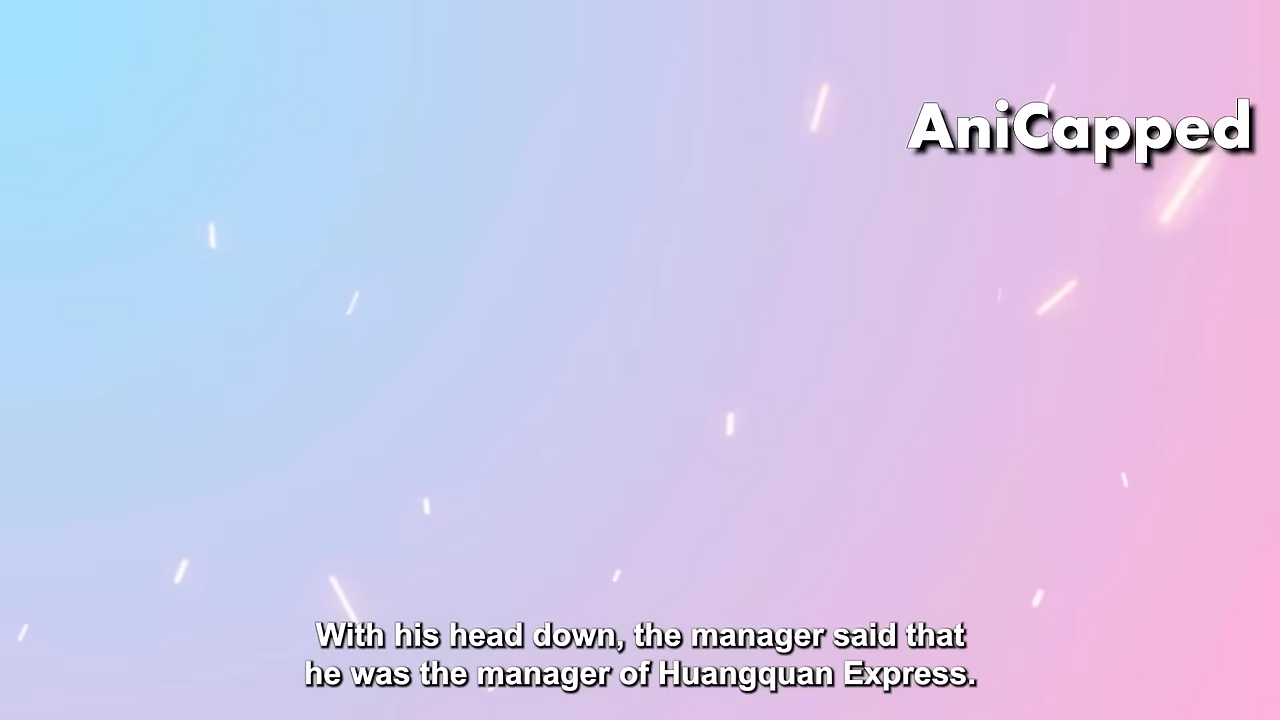 AniCapped
With his head down, the manager said that
he was the manager of Huangquan Express.